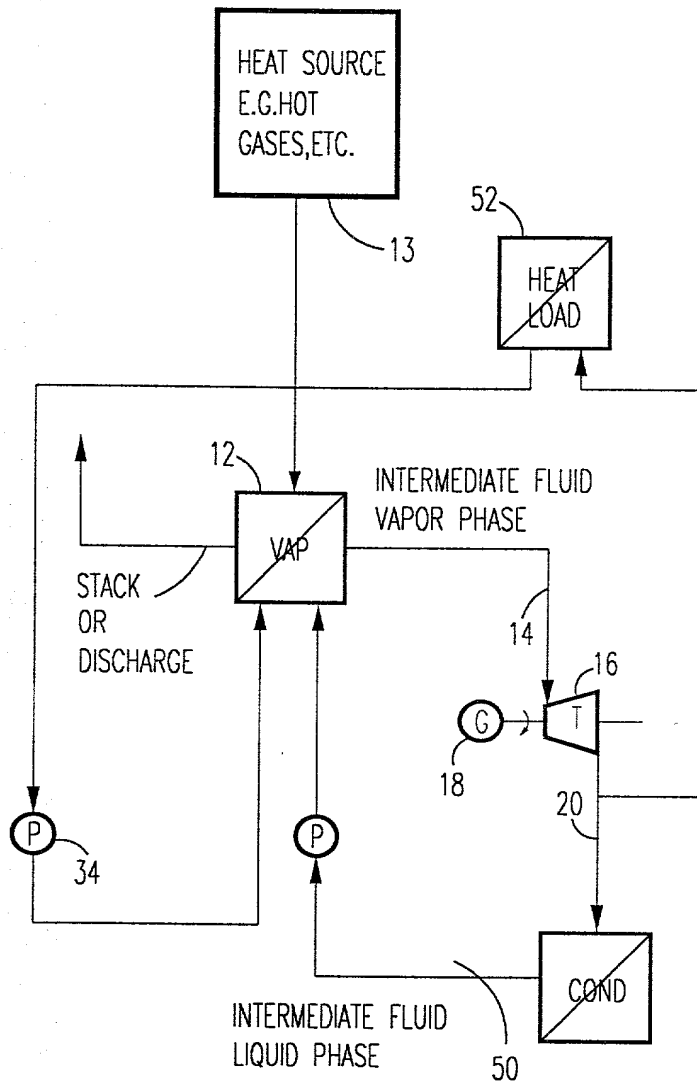 HEAT SOURCE
E.G.HOT
GASES,ETC.
13
52
HEAT
LOAD
12
INTERMEDIATE FLUID
VAPOR PHASE
VAP
STACK
OR
DISCHARGE
14
16
G
T
18
20
P
34
P
COND
INTERMEDIATE FLUID
LIQUID PHASE
50